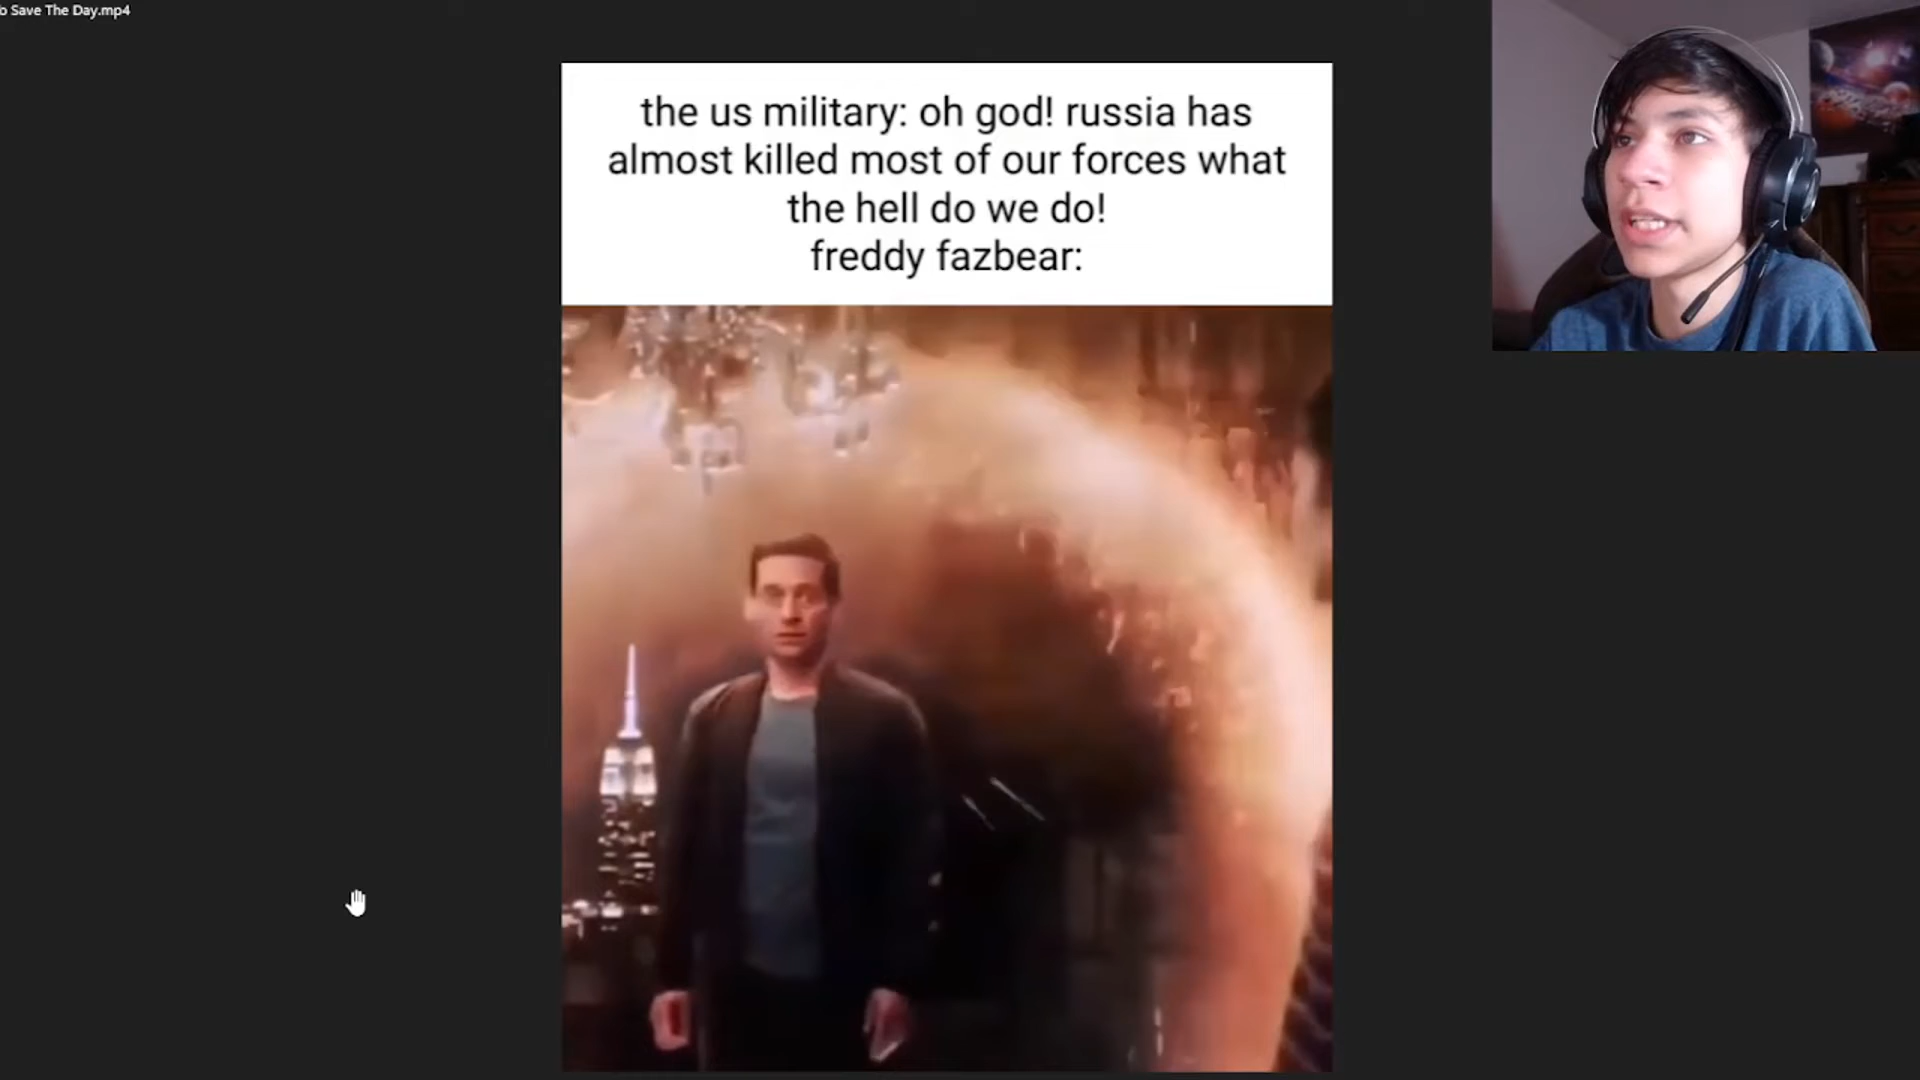 Save The Day.mp4
the us military: oh god! russia has
almost killed most of our forces what
the hell do we do!
freddy fazbear: